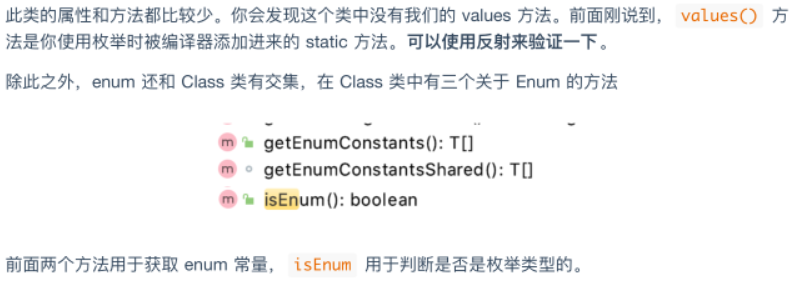 此类的属性和方法都比较少。你会发现这个类中没有我们的 values 方法。前面刚说到， values() 方
法是你使用枚举时被编译器添加进来的 static 方法。可以使用反射来验证一下。
除此之外，enum 还和 Class 类有交集，在 Class 类中有三个关于 Enum 的方法
m getEnumConstants(): T[]
m getEnumConstantsShared(): T[]
m isEnum(): boolean
前面两个方法用于获取 enum 常量， isEnum 用于判断是否是枚举类型的。